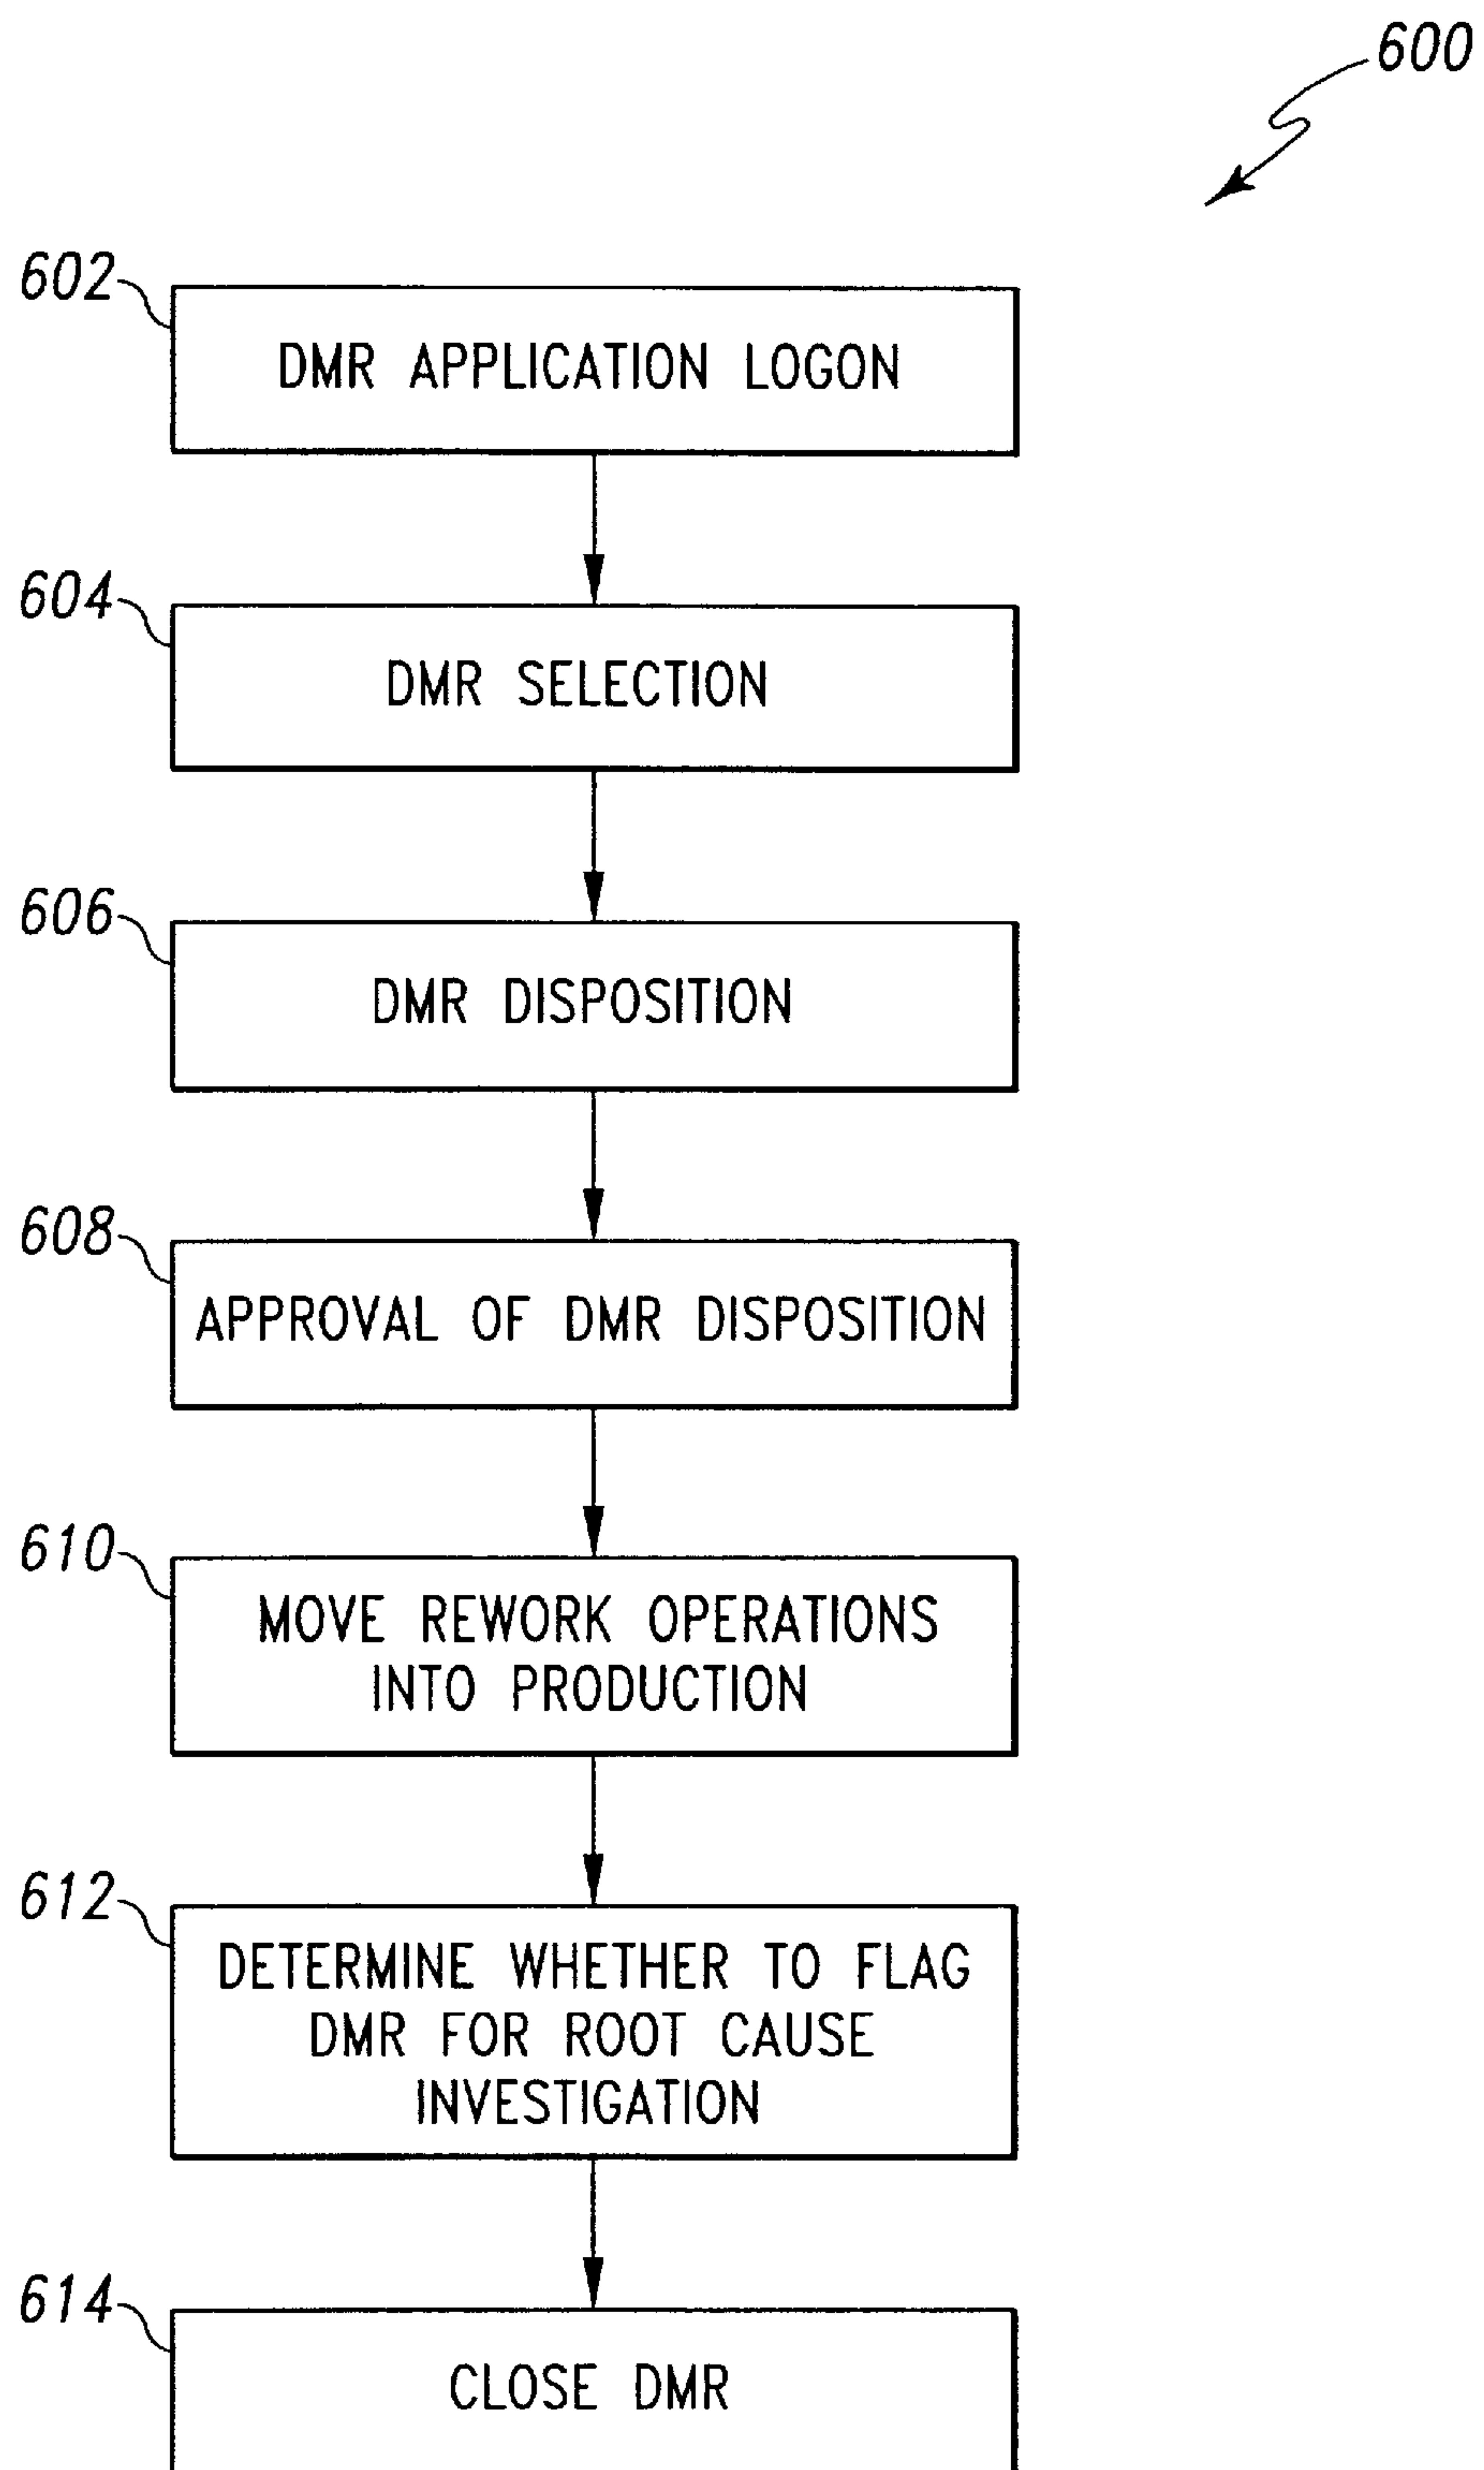 600
602
DMR APPLICATION LOGON
604
DMR SELECTION
606
DMR DISPOSITION
608
APPROVAL OF DMR DISPOSITION
610
MOVE REWORK OPERATIONS
INTO PRODUCTION
612
DETERMINE WHETHER TO FLAG
DMR FOR ROOT CAUSE
INVESTIGATION
614
CLOSE DMR